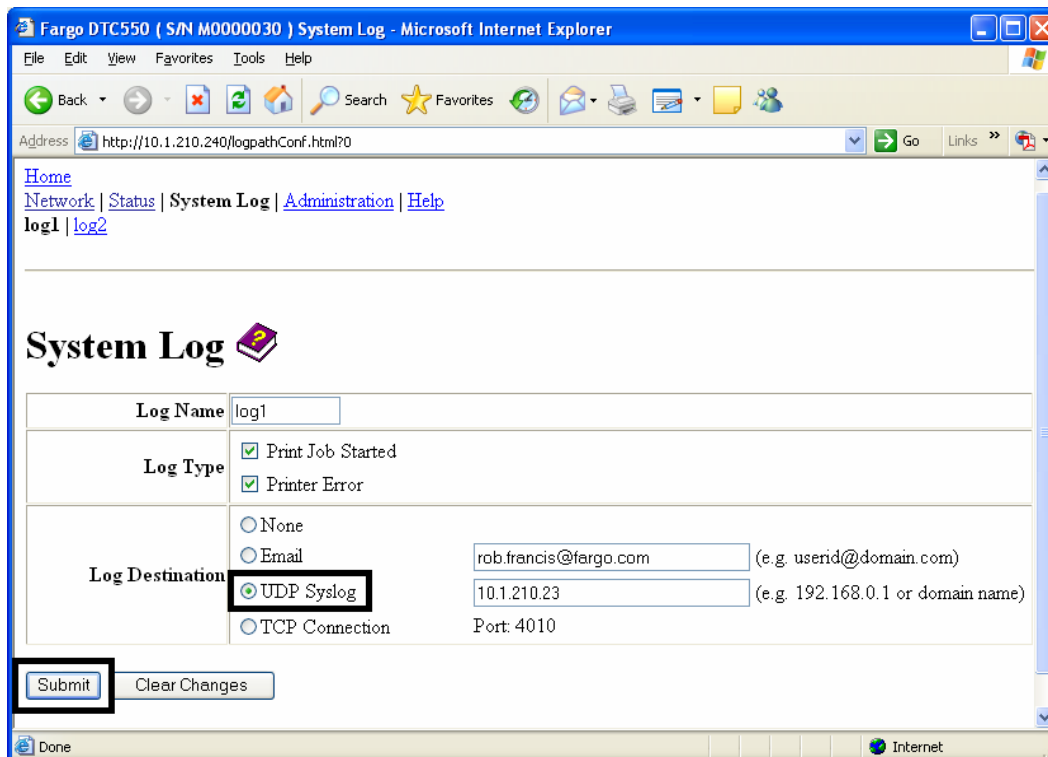 Fargo DTC550 ( S/N M0000030 ) System Log - Microsoft Internet Explorer
File Edit View Favorites Tools Help
Back Search Favorites
Address http://10.1.210.240/logpathConf.html?0 Go Links »
Home
Network | Status | System Log | Administration | Help
log1 | log2
System Log ?
Log Name log1
Log Type Print Job Started
Printer Error
Log Destination None
Email rob.francis@fargo.com (e.g. userid@domain.com)
UDP Syslog 10.1.210.23 (e.g. 192.168.0.1 or domain name)
TCP Connection Port: 4010
Submit Clear Changes
Done Internet